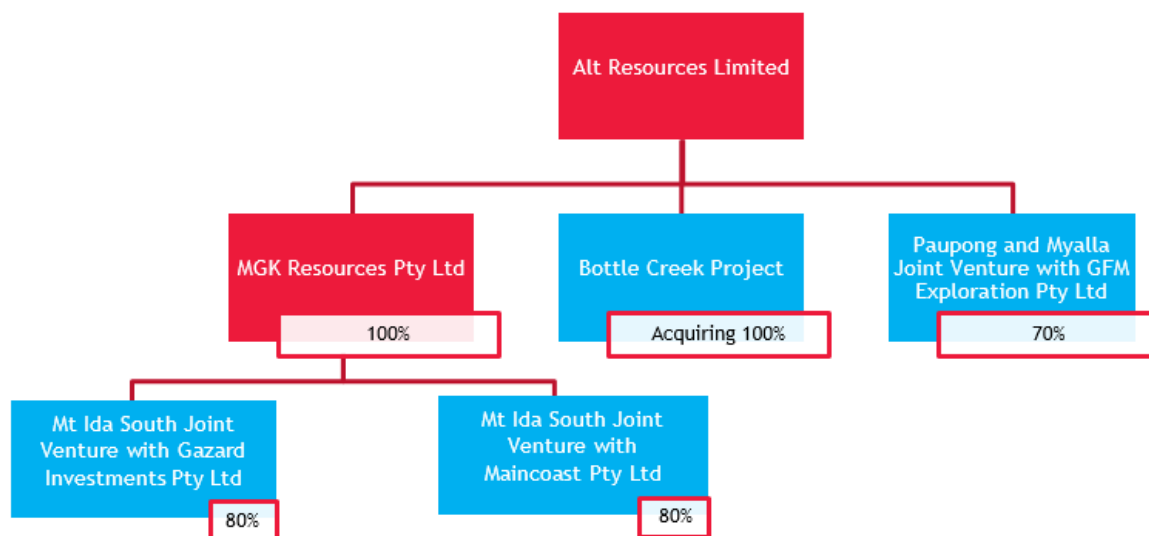 Alt Resources Limited
MGK Resources Pty Ltd
100%
Bottle Creek Project
Acquiring 100%
Paupong and Myalla
Joint Venture with GFM
Exploration Pty Ltd
70%
Mt Ida South Joint
Venture with Gazard
Investments Pty Ltd
80%
Mt Ida South Joint
Venture with
Maincoast Pty Ltd
80%